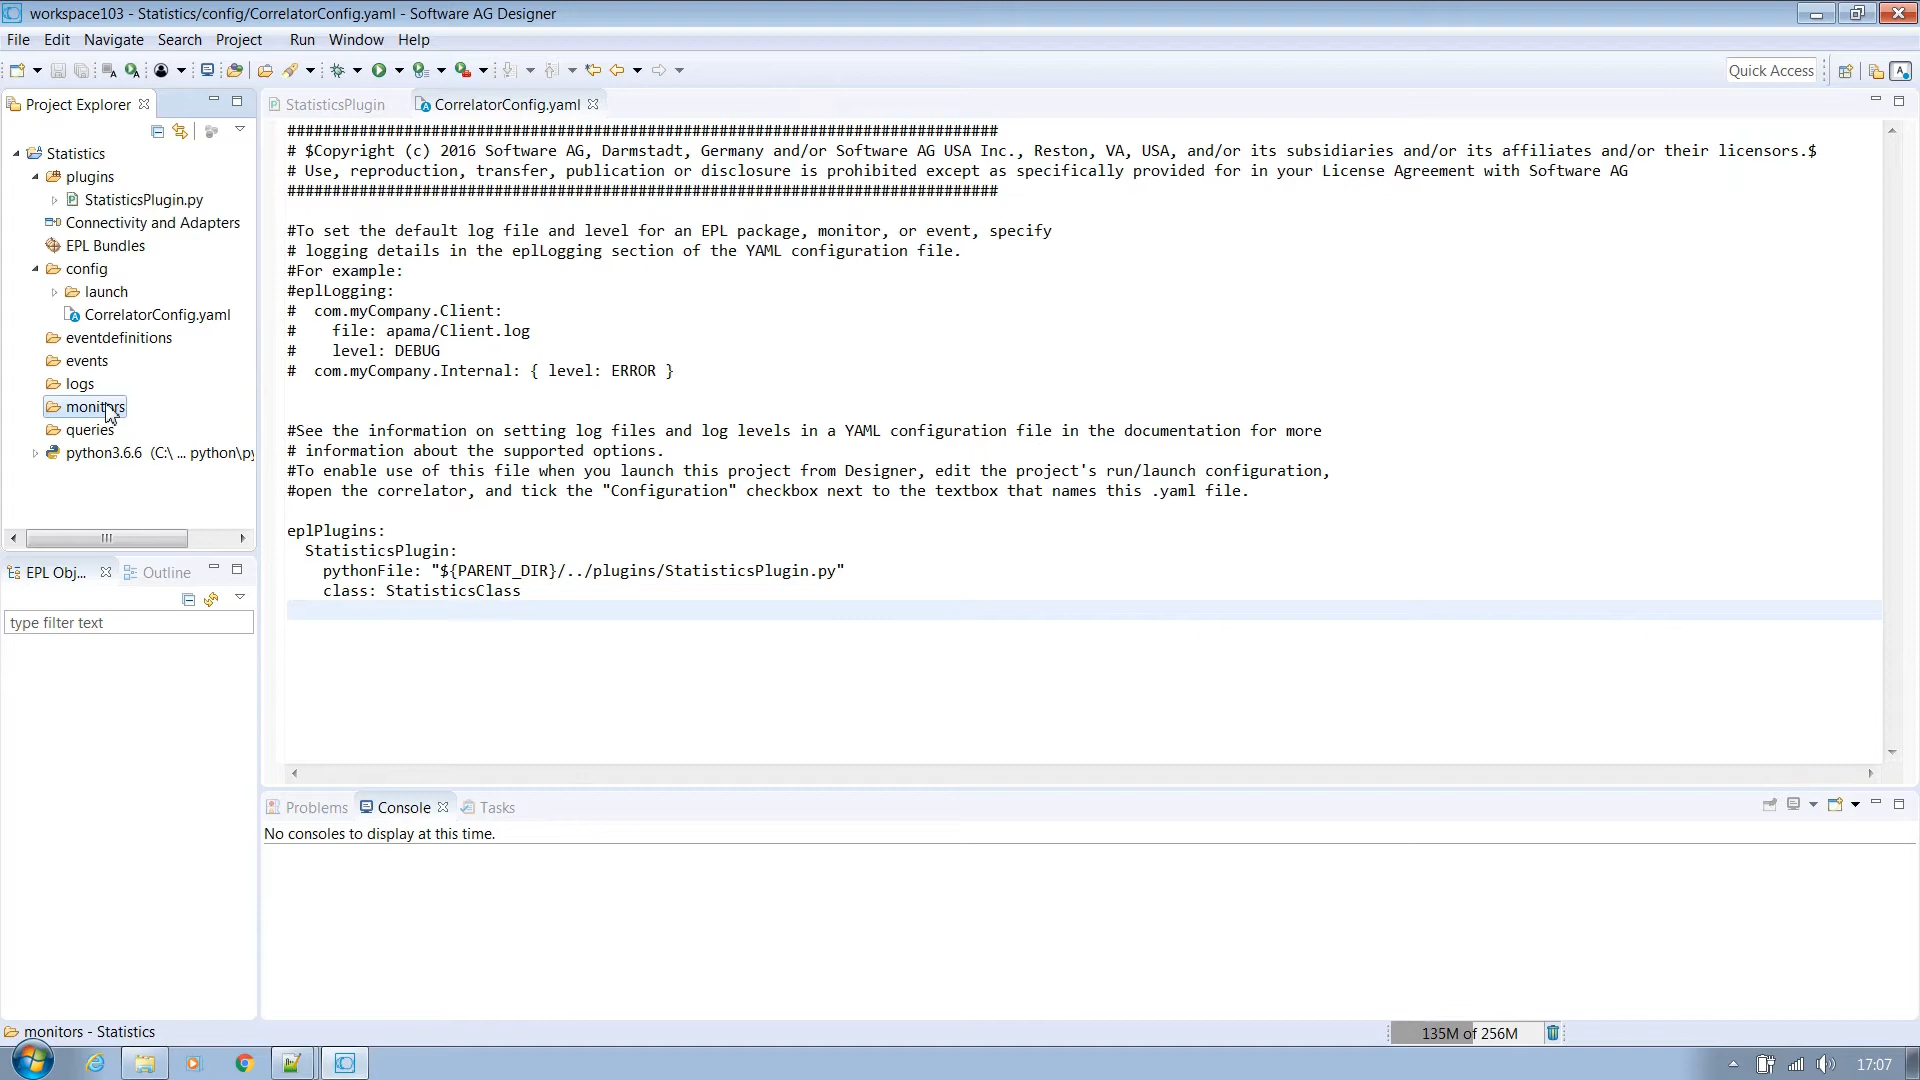 workspace103 - Statistics/config/CorrelatorConfig.yaml - Software AG Designer
File Edit Navigate Search Project Run Window Help
Quick Access
Project Explorer
Statistics
plugins
StatisticsPlugin.py
Connectivity and Adapters
EPL Bundles
config
launch
CorrelatorConfig.yaml
eventdefinitions
events
logs
monitors
queries
python3.6.6 (C:\ ... python\py
EPL Obj... Outline
type filter text
StatisticsPlugin CorrelatorConfig.yaml
###############################################################################
# $Copyright (c) 2016 Software AG, Darmstadt, Germany and/or Software AG USA Inc., Reston, VA, USA, and/or its subsidiaries and/or its affiliates and/or their licensors.$
# Use, reproduction, transfer, publication or disclosure is prohibited except as specifically provided for in your License Agreement with Software AG
###############################################################################
#To set the default log file and level for an EPL package, monitor, or event, specify
# logging details in the eplLogging section of the YAML configuration file.
#For example:
#eplLogging:
#  com.myCompany.Client:
#    file: apama/Client.log
#    level: DEBUG
#  com.myCompany.Internal: { level: ERROR }
#See the information on setting log files and log levels in a YAML configuration file in the documentation for more
# information about the supported options.
#To enable use of this file when you launch this project from Designer, edit the project's run/launch configuration,
#open the correlator, and tick the "Configuration" checkbox next to the textbox that names this .yaml file.
eplPlugins:
  StatisticsPlugin:
    pythonFile: "${PARENT_DIR}/../plugins/StatisticsPlugin.py"
    class: StatisticsClass
Problems Console Tasks
No consoles to display at this time.
monitors - Statistics
135M of 256M
17:07